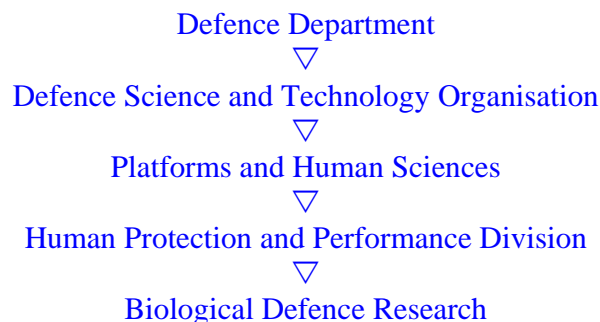 Defence Department
▽
Defence Science and Technology Organisation
▽
Platforms and Human Sciences
▽
Human Protection and Performance Division
▽
Biological Defence Research